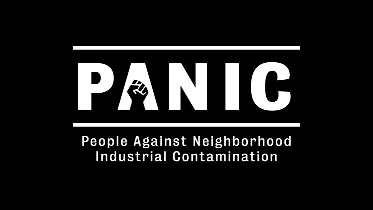 PANIC
People Against Neighborhood
Industrial Contamination